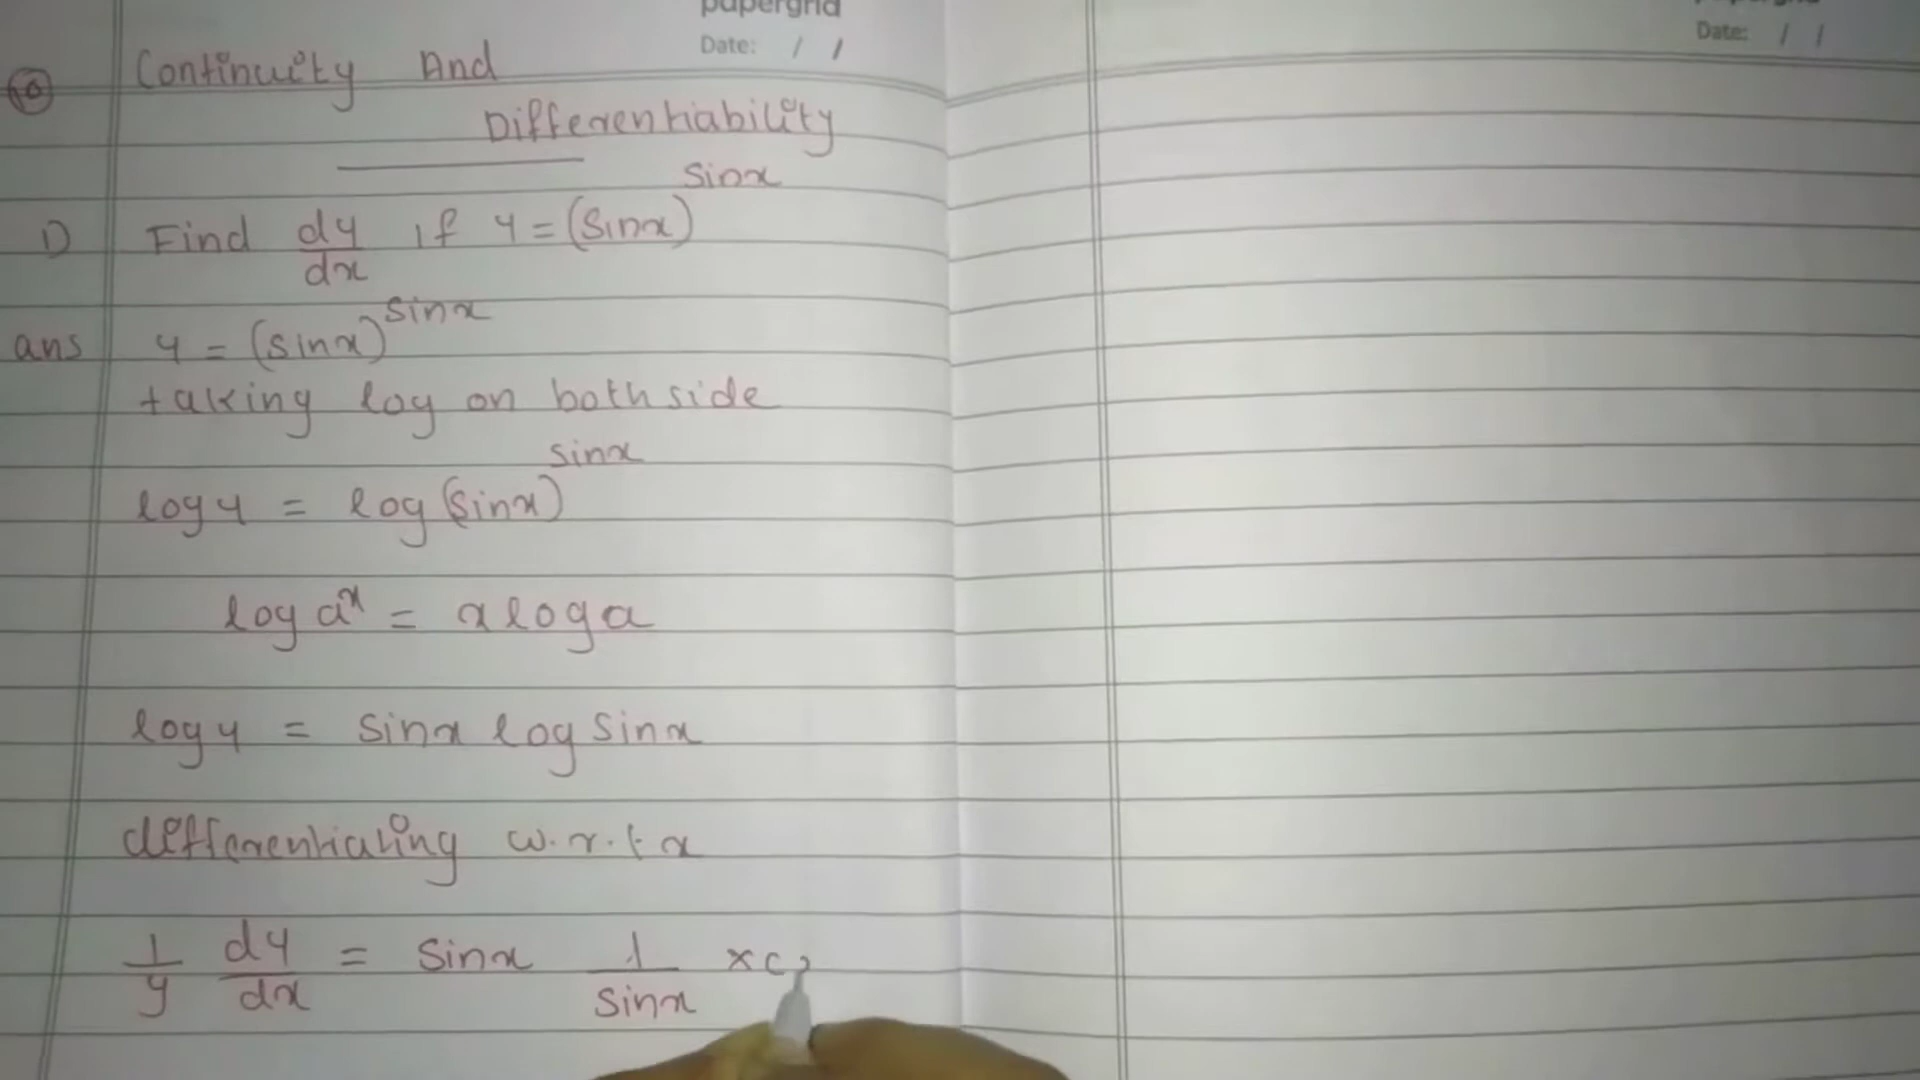 papergrid
Date: / /
Date: / /
Continuity And
Differentiability
1) Find dy/dx if y = (sinx)^sinx
ans y = (sinx)^sinx
taking log on both side
log y = log (sinx)^sinx
log a^x = x log a
log y = sinx log sinx
differentiating w.r.t x
1/y dy/dx = sinx 1/sinx x